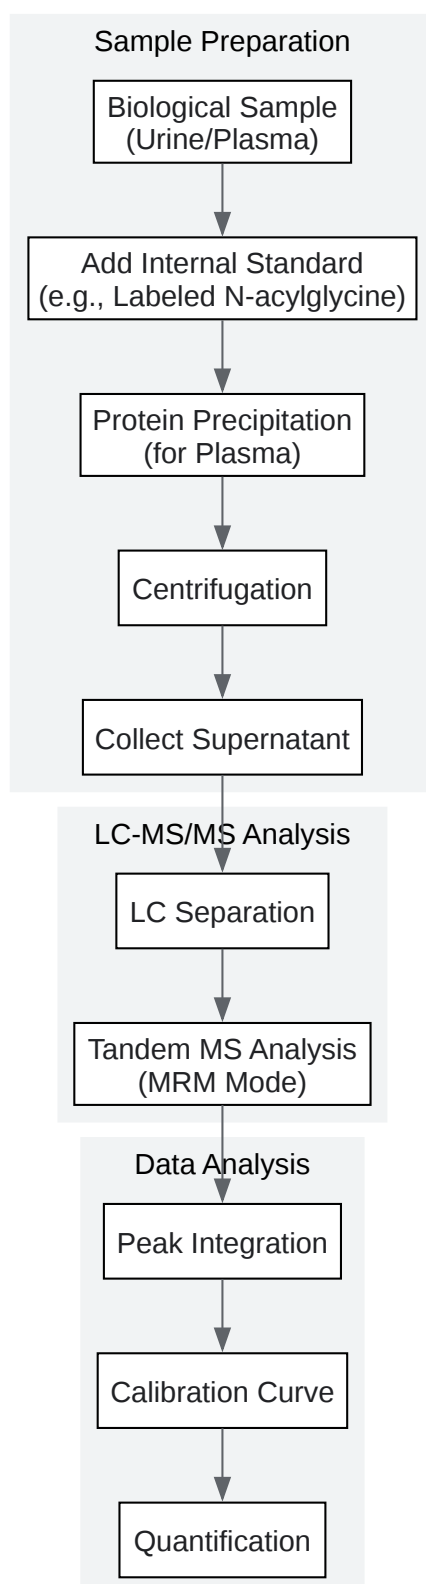 Sample Preparation
Biological Sample
(Urine/Plasma)
Add Internal Standard
(e.g., Labeled N-acylglycine)
Protein Precipitation
(for Plasma)
Centrifugation
Collect Supernatant
LC-MS/MS Analysis
LC Separation
Tandem MS Analysis
(MRM Mode)
Data Analysis
Peak Integration
Calibration Curve
Quantification